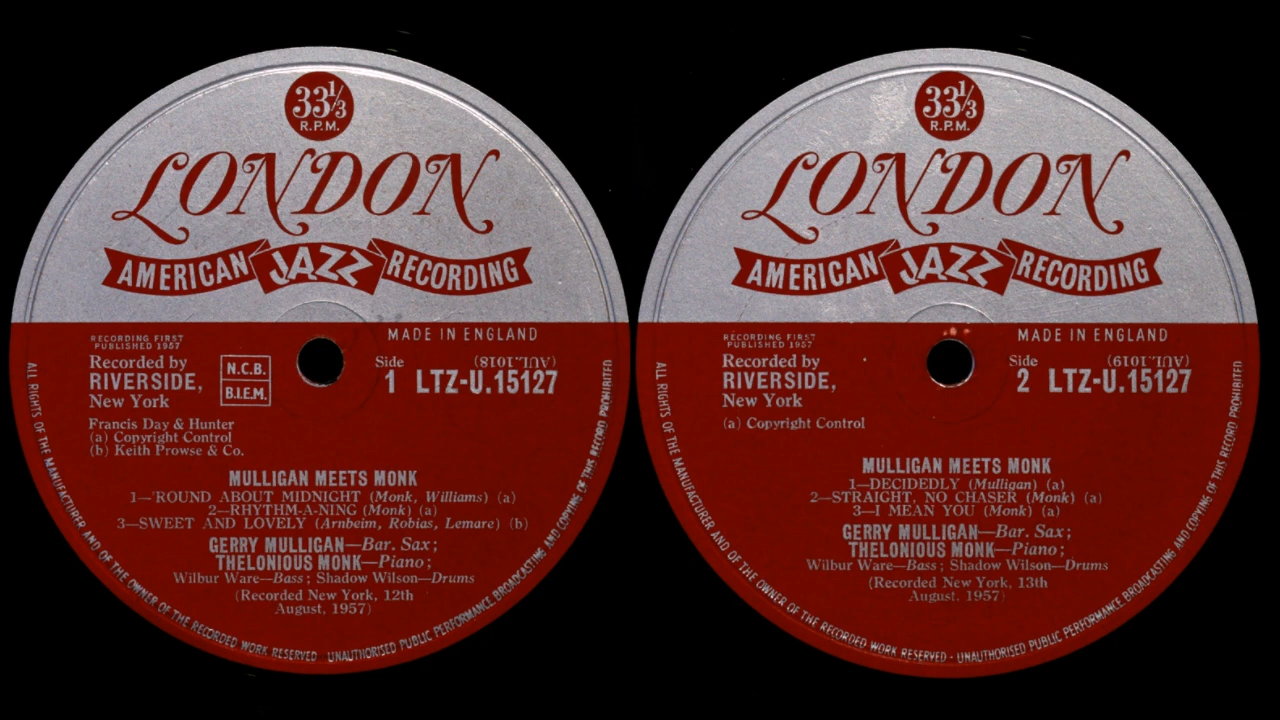 33⅓
R.P.M.
LONDON
AMERICAN JAZZ RECORDING
RECORDING FIRST
PUBLISHED 1957
MADE IN ENGLAND
Recorded by
RIVERSIDE,
New York
N.C.B.
B.I.E.M.
Side
1
(AUL.1018)
LTZ-U.15127
Francis Day & Hunter
(a) Copyright Control
(b) Keith Prowse & Co.
MULLIGAN MEETS MONK
1—'ROUND ABOUT MIDNIGHT (Monk, Williams) (a)
2—RHYTHM-A-NING (Monk) (a)
3—SWEET AND LOVELY (Arnheim, Robias, Lemare) (b)
GERRY MULLIGAN—Bar. Sax;
THELONIOUS MONK—Piano;
Wilbur Ware—Bass; Shadow Wilson—Drums
(Recorded New York, 12th
August, 1957)
ALL RIGHTS OF THE MANUFACTURER AND OF THE OWNER OF THE RECORDED WORK RESERVED UNAUTHORISED PUBLIC PERFORMANCE BROADCASTING AND COPYING OF THIS RECORD PROHIBITED
33⅓
R.P.M.
LONDON
AMERICAN JAZZ RECORDING
RECORDING FIRST
PUBLISHED 1957
MADE IN ENGLAND
Recorded by
RIVERSIDE,
New York
Side
2
(AUL.1019)
LTZ-U.15127
(a) Copyright Control
MULLIGAN MEETS MONK
1—DECIDEDLY (Mulligan) (a)
2—STRAIGHT, NO CHASER (Monk) (a)
3—I MEAN YOU (Monk) (a)
GERRY MULLIGAN—Bar. Sax;
THELONIOUS MONK—Piano;
Wilbur Ware—Bass; Shadow Wilson—Drums
(Recorded New York, 13th
August. 1957)
ALL RIGHTS OF THE MANUFACTURER AND OF THE OWNER OF THE RECORDED WORK RESERVED · UNAUTHORISED PUBLIC PERFORMANCE BROADCASTING AND COPYING OF THIS RECORD PROHIBITED